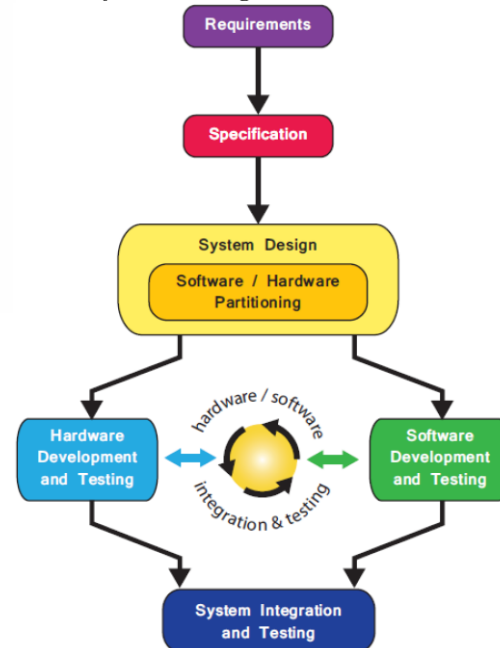 Requirements
Specification
System Design
Software / Hardware
Partitioning
hardware / software
Hardware
Development
and Testing
Software
Development
and Testing
integration & testing
System Integration
and Testing